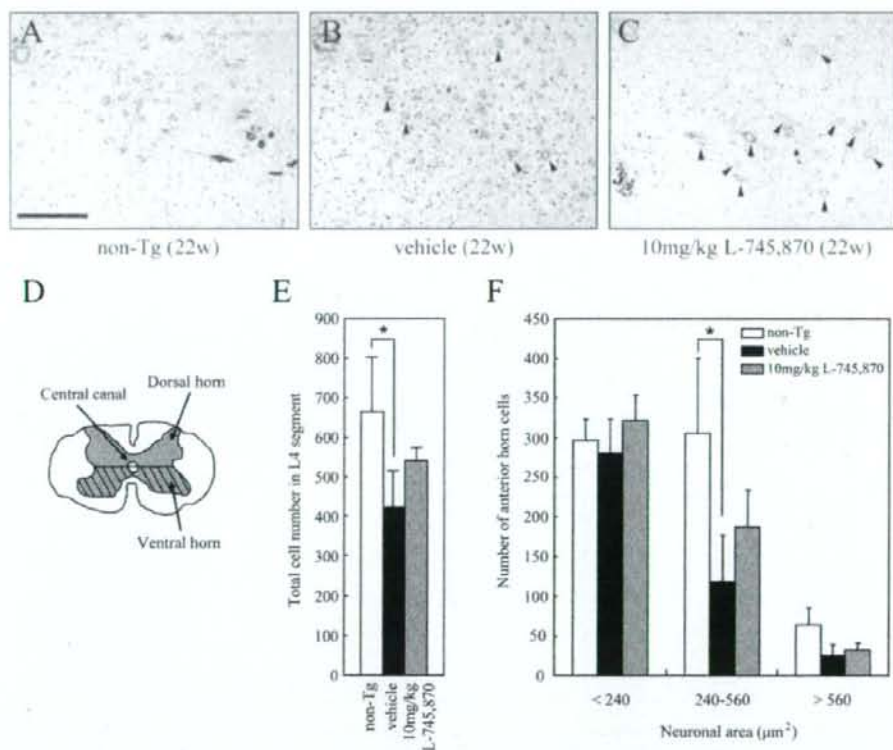 A
B
C
non-Tg (22w)
vehicle (22w)
10mg/kg L-745,870 (22w)
D
Central canal
Dorsal horn
Ventral horn
E
Total cell number in L4 segment
900
800
700
600
500
400
300
200
100
0
*
non-Tg
vehicle
10mg/kg
L-745,870
F
Number of anterior horn cells
450
400
350
300
250
200
150
100
50
0
*
non-Tg
vehicle
10mg/kg L-745,870
< 240
240-560
> 560
Neuronal area (μm²)